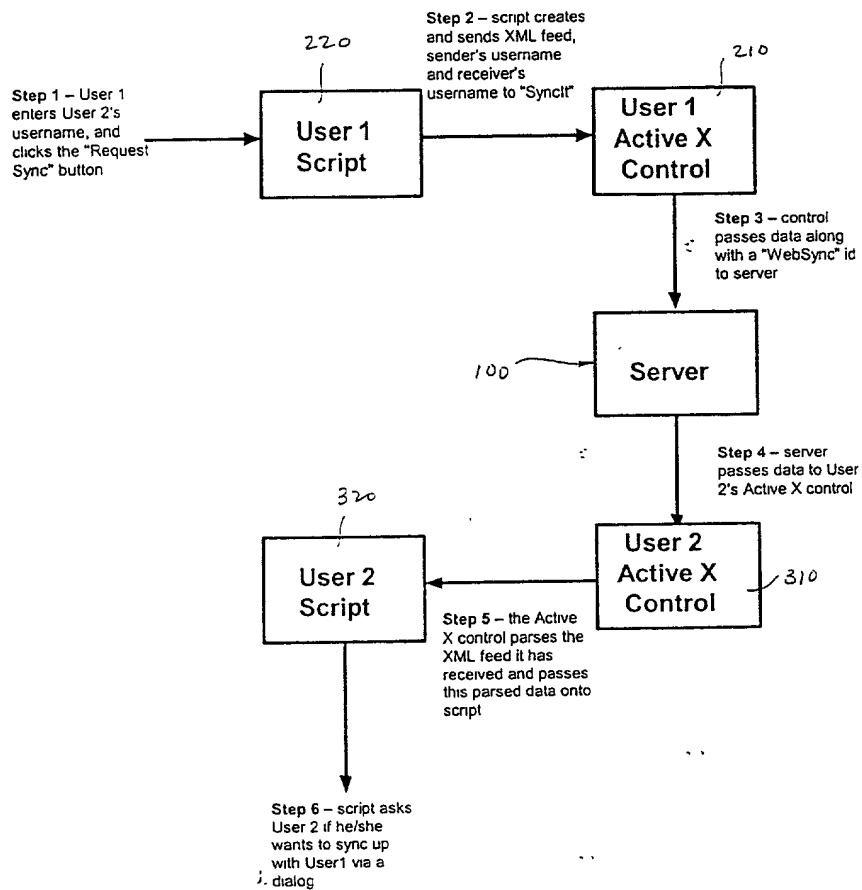 Step 1 – User 1
enters User 2's
username, and
clicks the "Request
Sync" button
220
User 1
Script
Step 2 – script creates
and sends XML feed,
sender's username
and receiver's
username to "SyncIt"
210
User 1
Active X
Control
Step 3 – control
passes data along
with a "WebSync" id
to server
100
Server
Step 4 – server
passes data to User
2's Active X control
User 2
Active X
Control
310
Step 5 – the Active
X control parses the
XML feed it has
received and passes
this parsed data onto
script
320
User 2
Script
Step 6 – script asks
User 2 if he/she
wants to sync up
with User1 via a
dialog